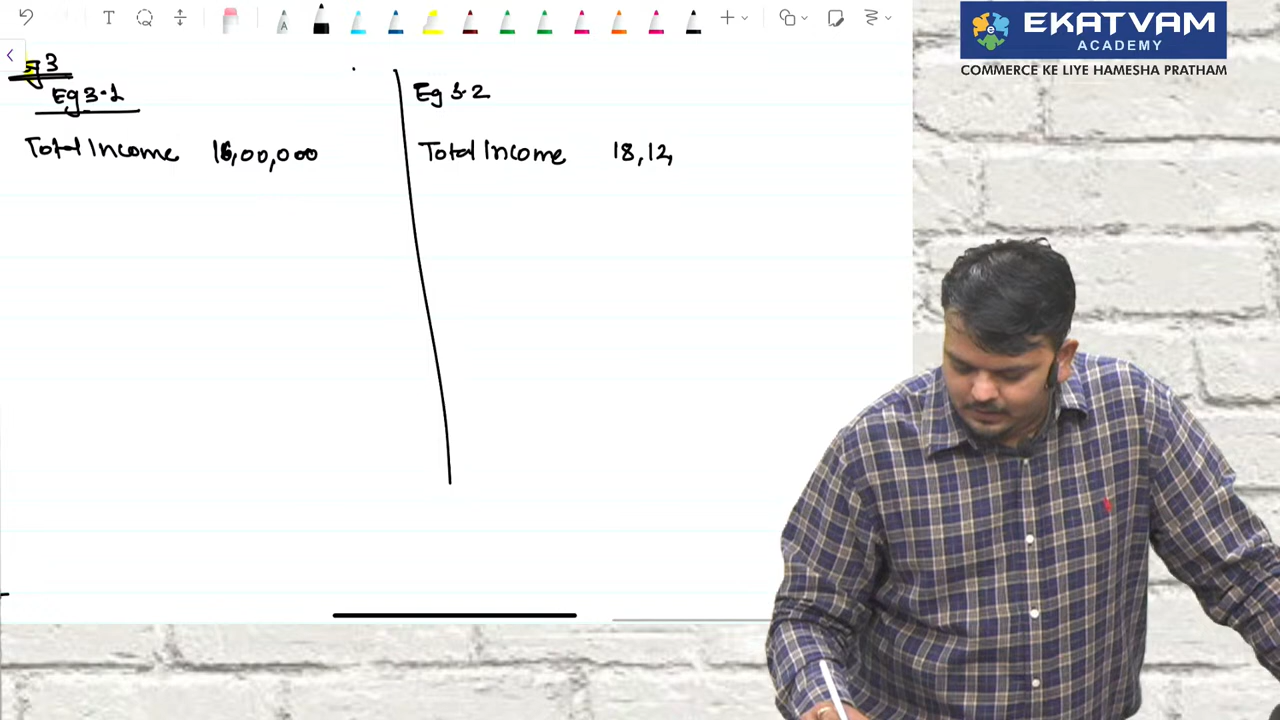 EKATVAM
ACADEMY
COMMERCE KE LIYE HAMESHA PRATHAM
Eg 3
Eg 3.1
Total Income 16,00,000
Eg 3.2
Total Income 18,12,